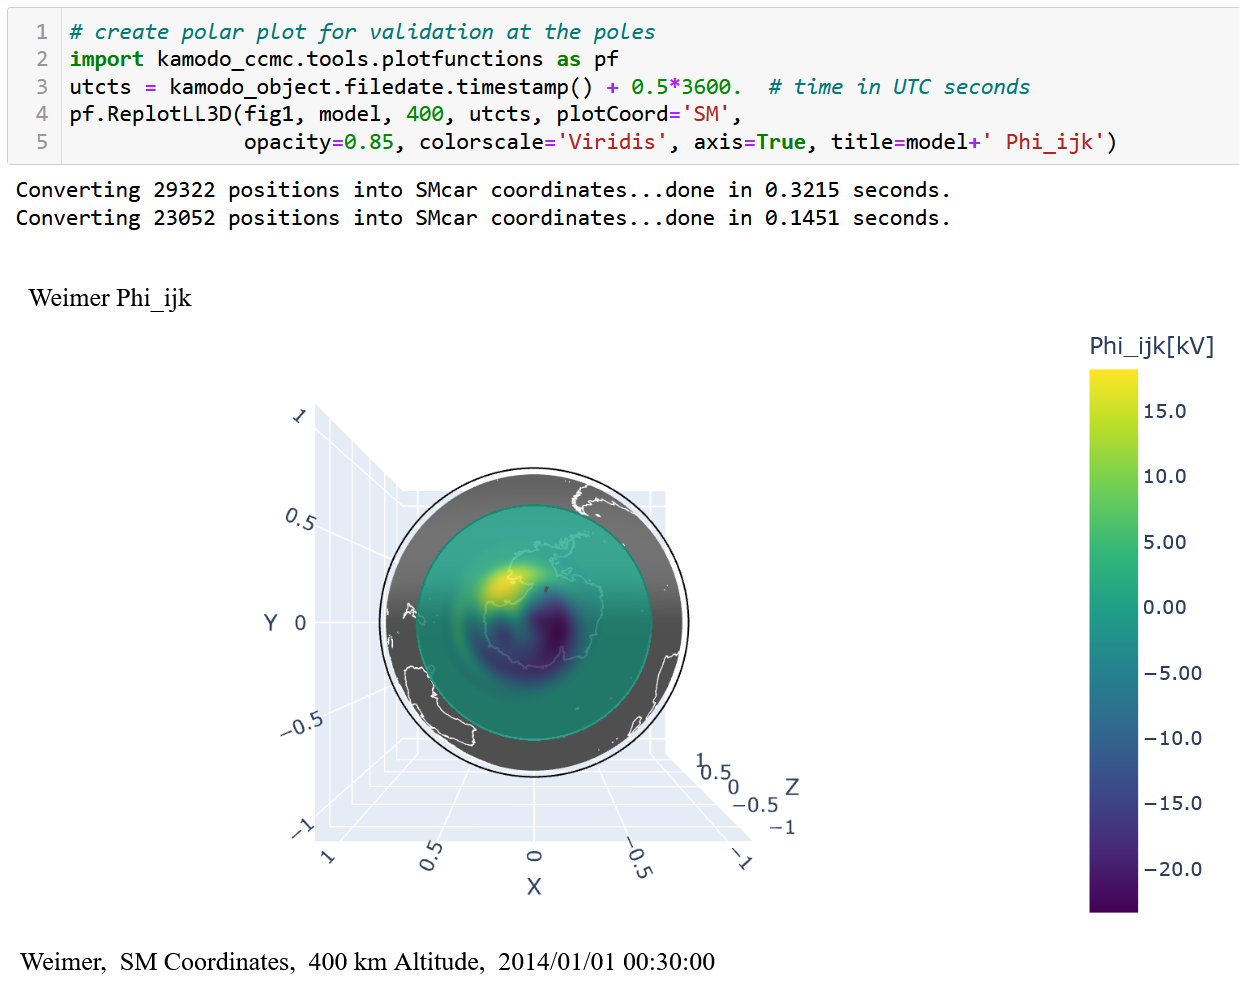 1 # create polar plot for validation at the poles
2 import kamodo_ccmc.tools.plotfunctions as pf
3 utcts = kamodo_object.filedate.timestamp() + 0.5*3600.  # time in UTC seconds
4 pf.ReplotLL3D(fig1, model, 400, utcts, plotCoord='SM',
5               opacity=0.85, colorscale='Viridis', axis=True, title=model+' Phi_ijk')
Converting 29322 positions into SMcar coordinates...done in 0.3215 seconds.
Converting 23052 positions into SMcar coordinates...done in 0.1451 seconds.
Weimer Phi_ijk
Phi_ijk[kV]
15.0
10.0
5.00
0.00
−5.00
−10.0
−15.0
−20.0
1
0.5
Y 0
−0.5
−1
1
0.5
0
−0.5
−1
X
1
0.5
0
−0.5
−1
Z
Weimer,  SM Coordinates,  400 km Altitude,  2014/01/01 00:30:00